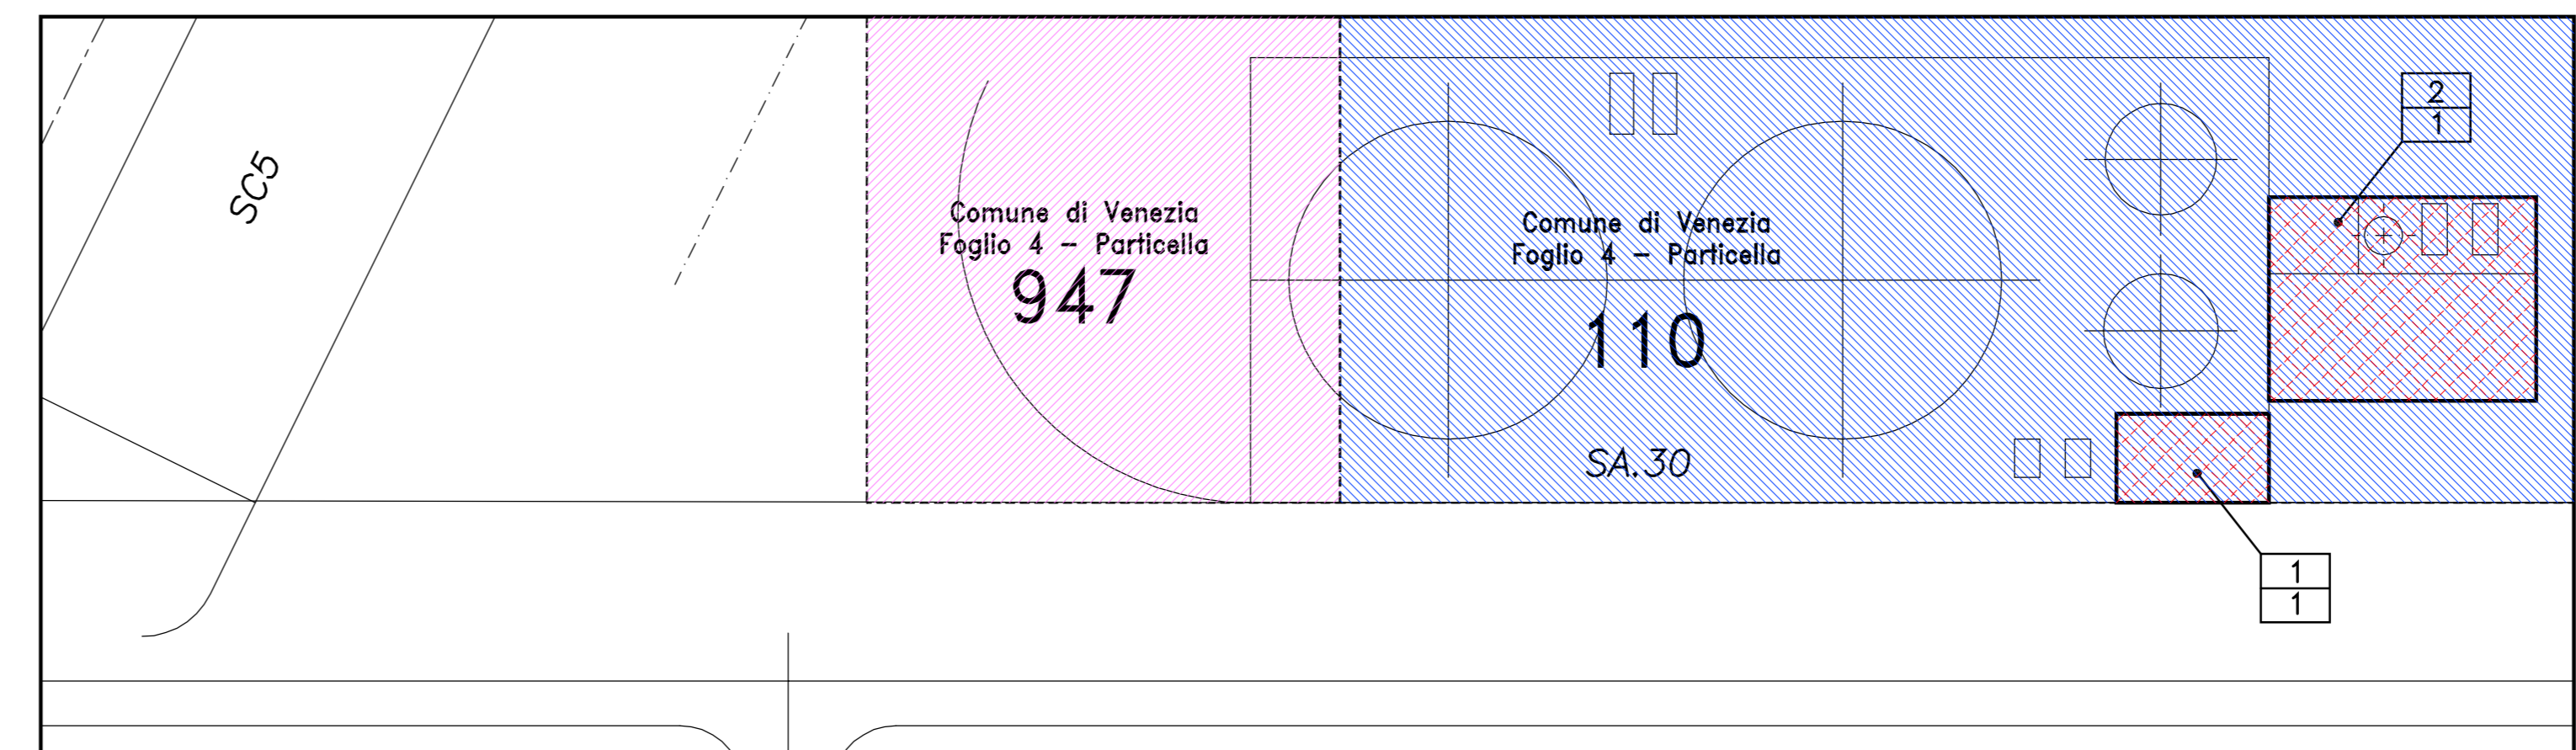 SC5
Comune di Venezia
Foglio 4 – Particella
947
Comune di Venezia
Foglio 4 – Particella
110
SA.30
2
1
1
1